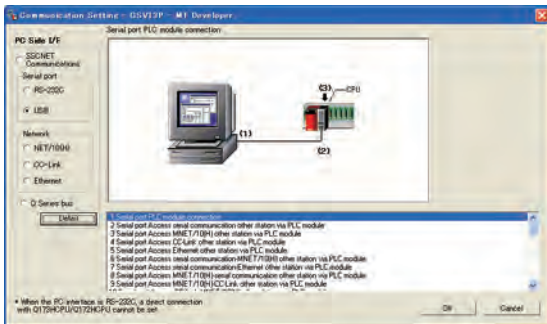 Communication Setting - GSV13P - MT Developer
Serial port PLC module connection
PC Side I/F
SSCNET
Communications
Serial port
RS-232C
USB
Network
NET/10(H)
CC-Link
Ethernet
Q Series bus
Detail
(1)
(2)
(3)
CPU
1 Serial port PLC module connection
2 Serial port Access serial communication other station via PLC module
3 Serial port Access MNET/10(H) other station via PLC module
4 Serial port Access CC-Link other station via PLC module
5 Serial port Access Ethernet other station via PLC module
6 Serial port Access serial communication-MNET/10(H) other station via PLC module
7 Serial port Access serial communication-Ethernet other station via PLC module
8 Serial port Access MNET/10(H)-serial communication other station via PLC module
9 Serial port Access MNET/10(H)-CC-Link other station via PLC module
* When the PC interface is RS-232C, a direct connection
with Q173HCPU/Q172HCPU cannot be set.
OK
Cancel